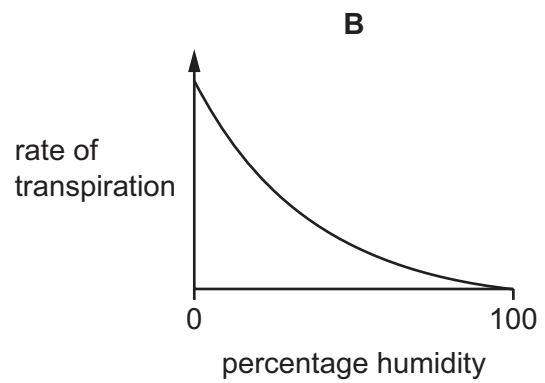 B
rate of
transpiration
0
100
percentage humidity